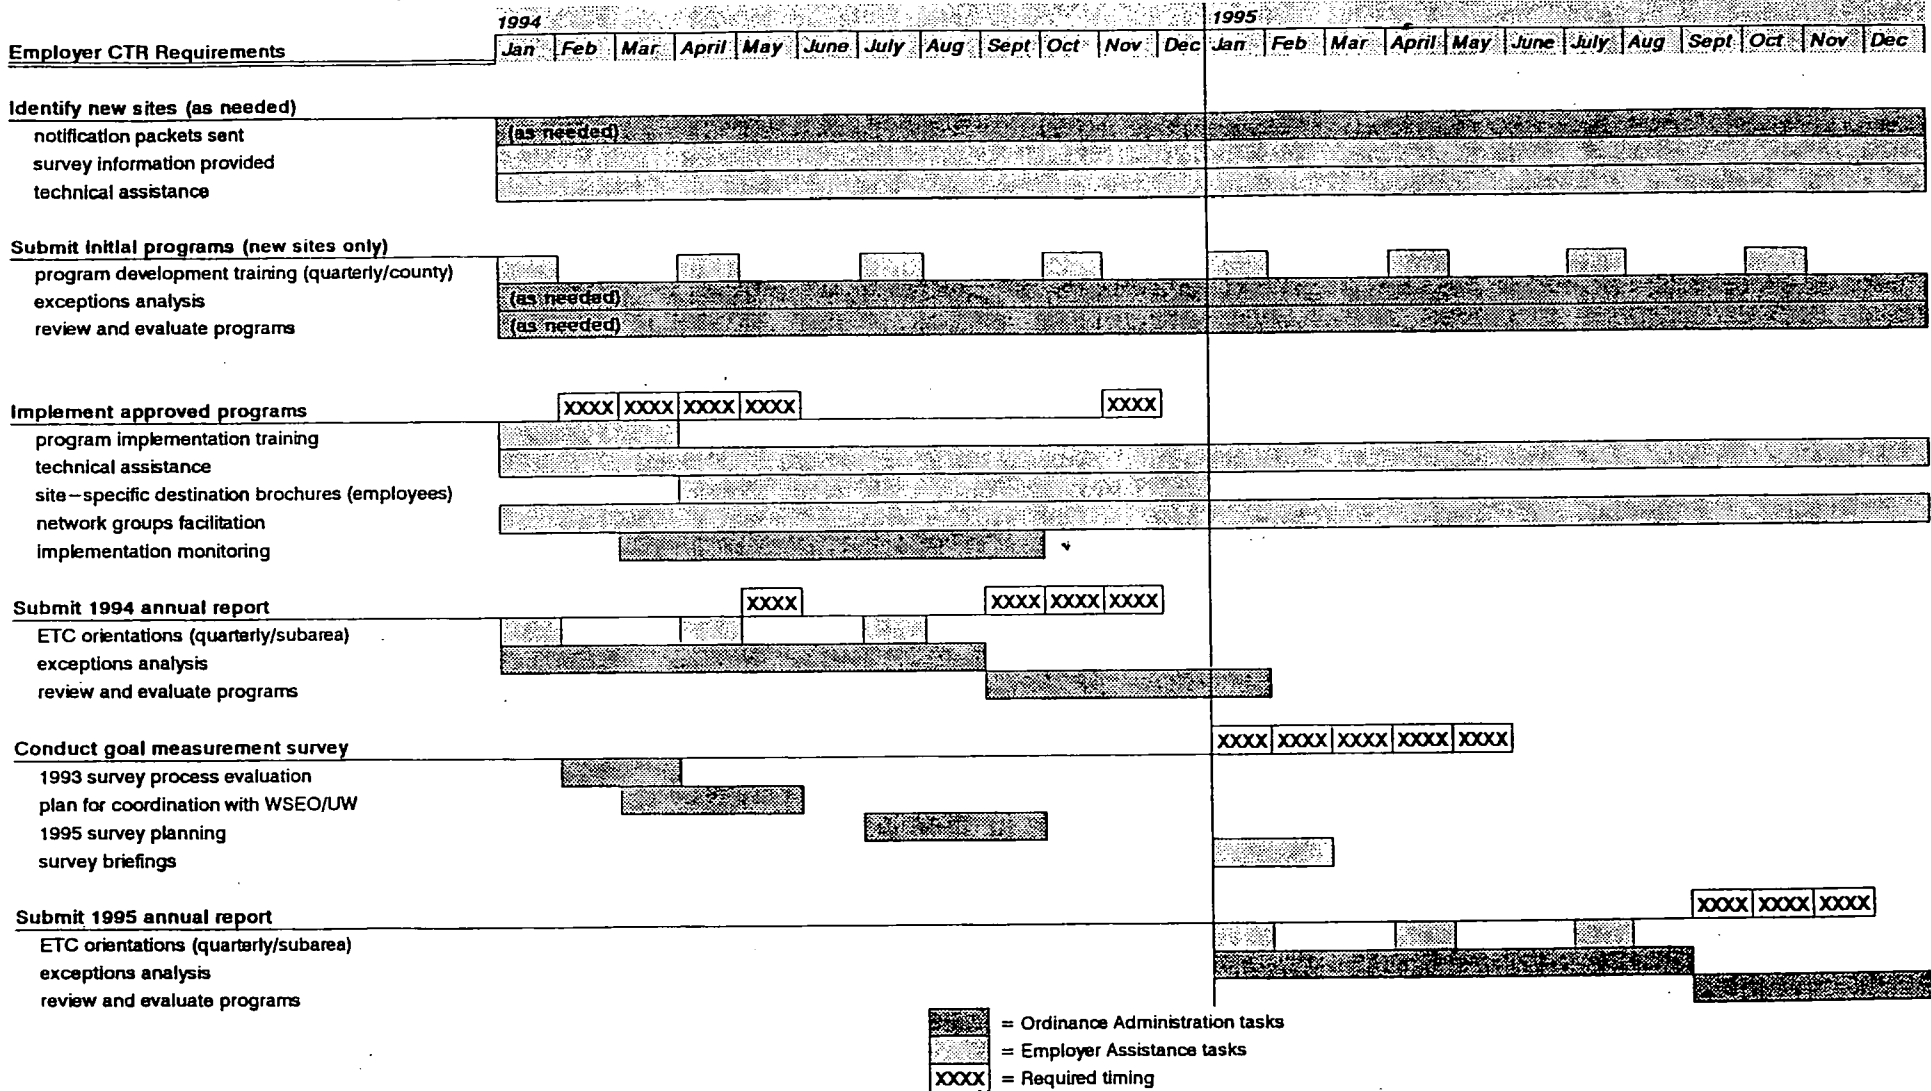 1994 1995
Employer CTR Requirements Jan Feb Mar April May June July Aug Sept Oct Nov Dec Jan Feb Mar April May June July Aug Sept Oct Nov Dec
Identify new sites (as needed)
notification packets sent (as needed)
survey information provided
technical assistance
Submit initial programs (new sites only)
program development training (quarterly/county)
exceptions analysis (as needed)
review and evaluate programs (as needed)
Implement approved programs XXXX XXXX XXXX XXXX XXXX
program implementation training
technical assistance
site-specific destination brochures (employees)
network groups facilitation
implementation monitoring
Submit 1994 annual report XXXX XXXX XXXX XXXX
ETC orientations (quarterly/subarea)
exceptions analysis
review and evaluate programs
Conduct goal measurement survey XXXX XXXX XXXX XXXX XXXX
1993 survey process evaluation
plan for coordination with WSEO/UW
1995 survey planning
survey briefings
Submit 1995 annual report XXXX XXXX XXXX
ETC orientations (quarterly/subarea)
exceptions analysis
review and evaluate programs
= Ordinance Administration tasks
= Employer Assistance tasks
XXXX = Required timing